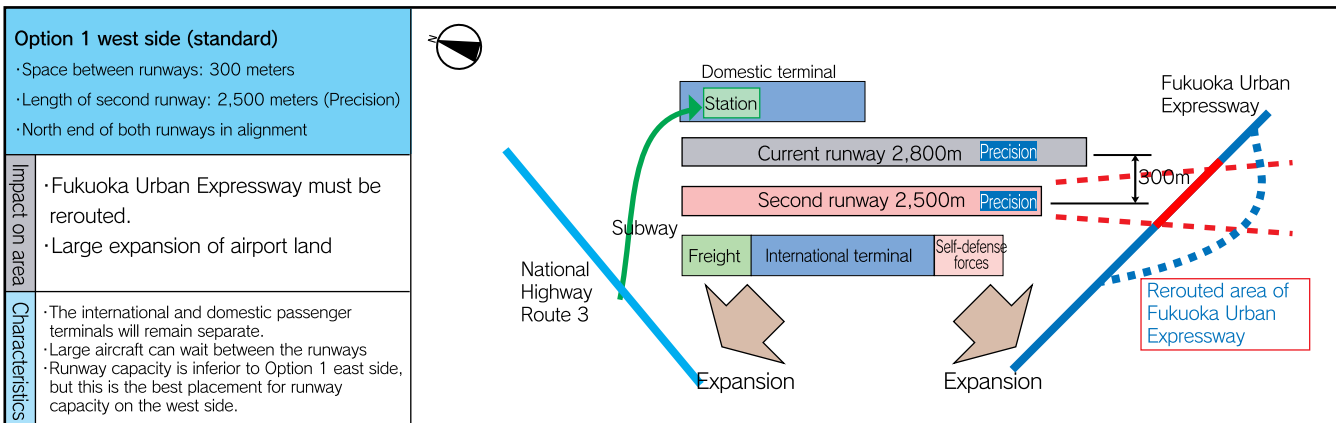 Option 1 west side (standard)
·Space between runways: 300 meters
·Length of second runway: 2,500 meters (Precision)
·North end of both runways in alignment
Impact on area
·Fukuoka Urban Expressway must be
rerouted.
·Large expansion of airport land
Characteristics
·The international and domestic passenger
terminals will remain separate.
·Large aircraft can wait between the runways
·Runway capacity is inferior to Option 1 east side,
but this is the best placement for runway
capacity on the west side.
N
Domestic terminal
Station
Current runway 2,800m Precision
Second runway 2,500m Precision
300m
Subway
Freight
International terminal
Self-defense
forces
National
Highway
Route 3
Expansion
Expansion
Fukuoka Urban
Expressway
Rerouted area of
Fukuoka Urban
Expressway